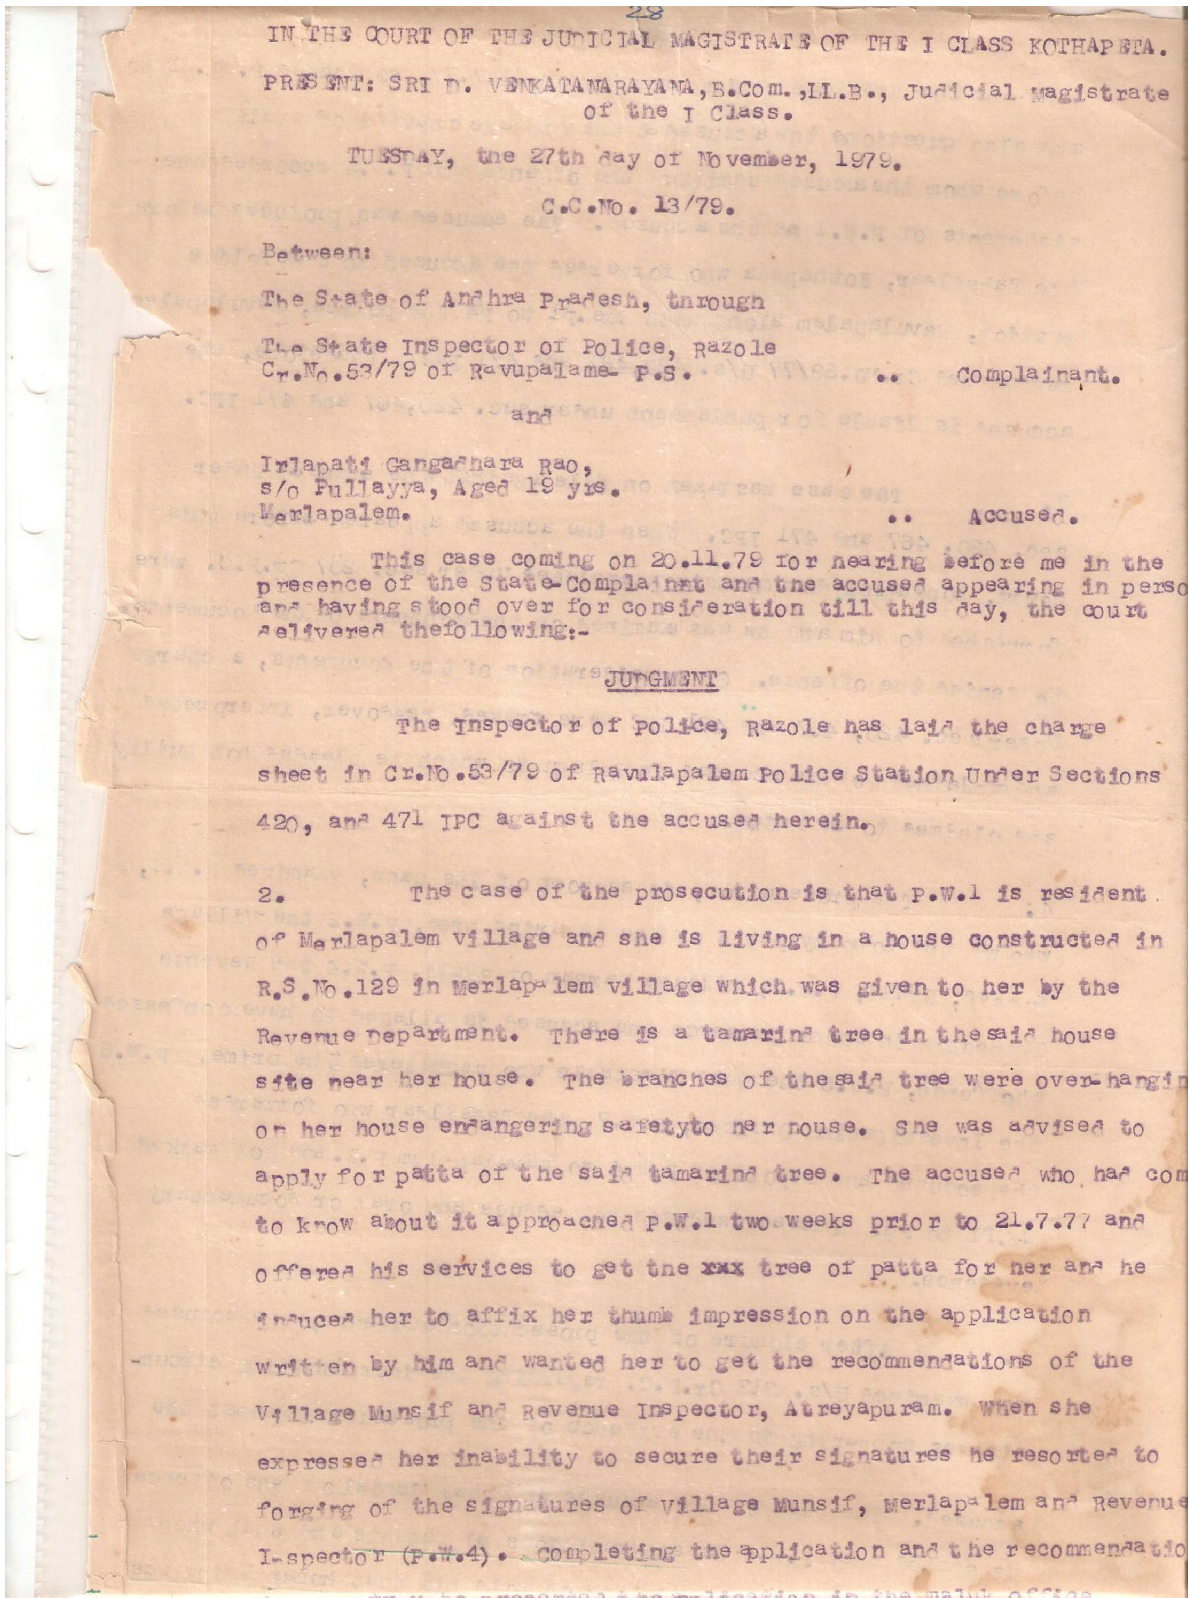 28
IN THE COURT OF THE JUDICIAL MAGISTRATE OF THE I CLASS KOTHAPETA.
PRESENT: SRI D. VENKATANARAYANA,B.Com.,LL.B., Judicial Magistrate
of the I Class.
TUESDAY, the 27th day of November, 1979.
C.C.No. 13/79.
Between:
The State of Andhra Pradesh, through
The State Inspector of Police, Razole
Cr.No.53/79 of Ravupalame- P.S. .. Complainant.
and
Irlapati Gangadhara Rao,
s/o Pullayya, Aged 19 yrs.
Merlapalem. .. Accused.
This case coming on 20.11.79 for hearing before me in the
presence of the State-Complaint and the accused appearing in perso
and having stood over for consideration till this day, the court
delivered thefollowing:-
JUDGMENT
The Inspector of Police, Razole has laid the charge
sheet in Cr.No.53/79 of Ravulapalem Police Station Under Sections
420, and 471 IPC against the accused herein.
2. The case of the prosecution is that P.W.1 is resident
of Merlapalem village and she is living in a house constructed in
R.S.No.129 in Merlapalem village which was given to her by the
Revenue Department. There is a tamarind tree in thesaid house
site near her house. The branches of thesaid tree were over-hangin
on her house endangering safetyto her house. She was advised to
apply for patta of the said tamarind tree. The accused who had com
to know about it approached P.W.1 two weeks prior to 21.7.77 and
offered his services to get the xxx tree of patta for her and he
induced her to affix her thumb impression on the application
written by him and wanted her to get the recommendations of the
Village Munsif and Revenue Inspector, Atreyapuram. When she
expressed her inability to secure their signatures he resorted to
forging of the signatures of Village Munsif, Merlapalem and Revenue
Inspector (P.W.4). Completing the application and the recommendatio
in the taluk office